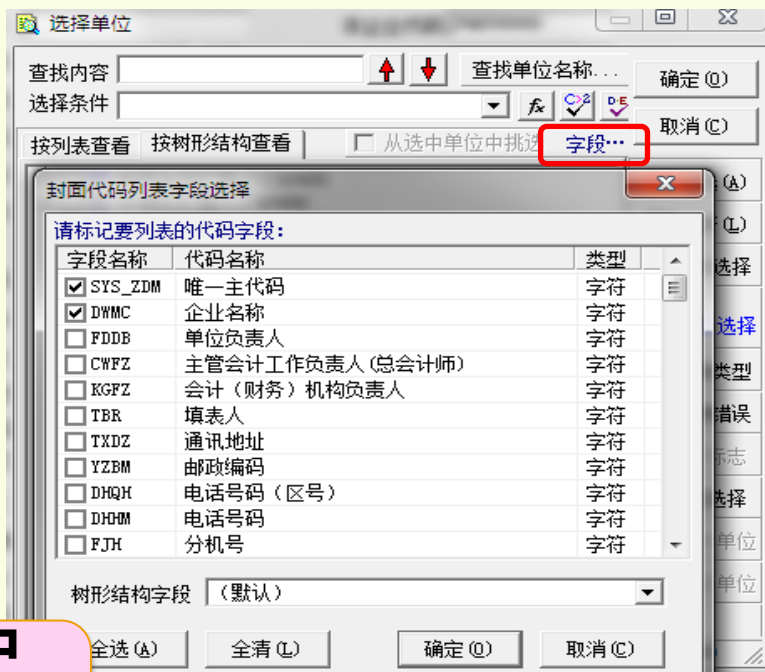 选择单位
查找内容
查找单位名称...
确定(O)
选择条件
取消(C)
按列表查看 按树形结构查看
从选中单位中挑选
字段…
封面代码列表字段选择
(A)
(L)
请标记要列表的代码字段:
字段名称 代码名称 类型
选择
SYS_ZDM 唯一主代码 字符
DWMC 企业名称 字符
选择
FDDB 单位负责人 字符
CWFZ 主管会计工作负责人(总会计师) 字符
类型
KGFZ 会计（财务）机构负责人 字符
TBR 填表人 字符
错误
TXDZ 通讯地址 字符
YZBM 邮政编码 字符
标志
DHQH 电话号码（区号） 字符
选择
DHHM 电话号码 字符
FJH 分机号 字符
单位
树形结构字段 (默认)
单位
全选(A) 全清(L) 确定(O) 取消(C)